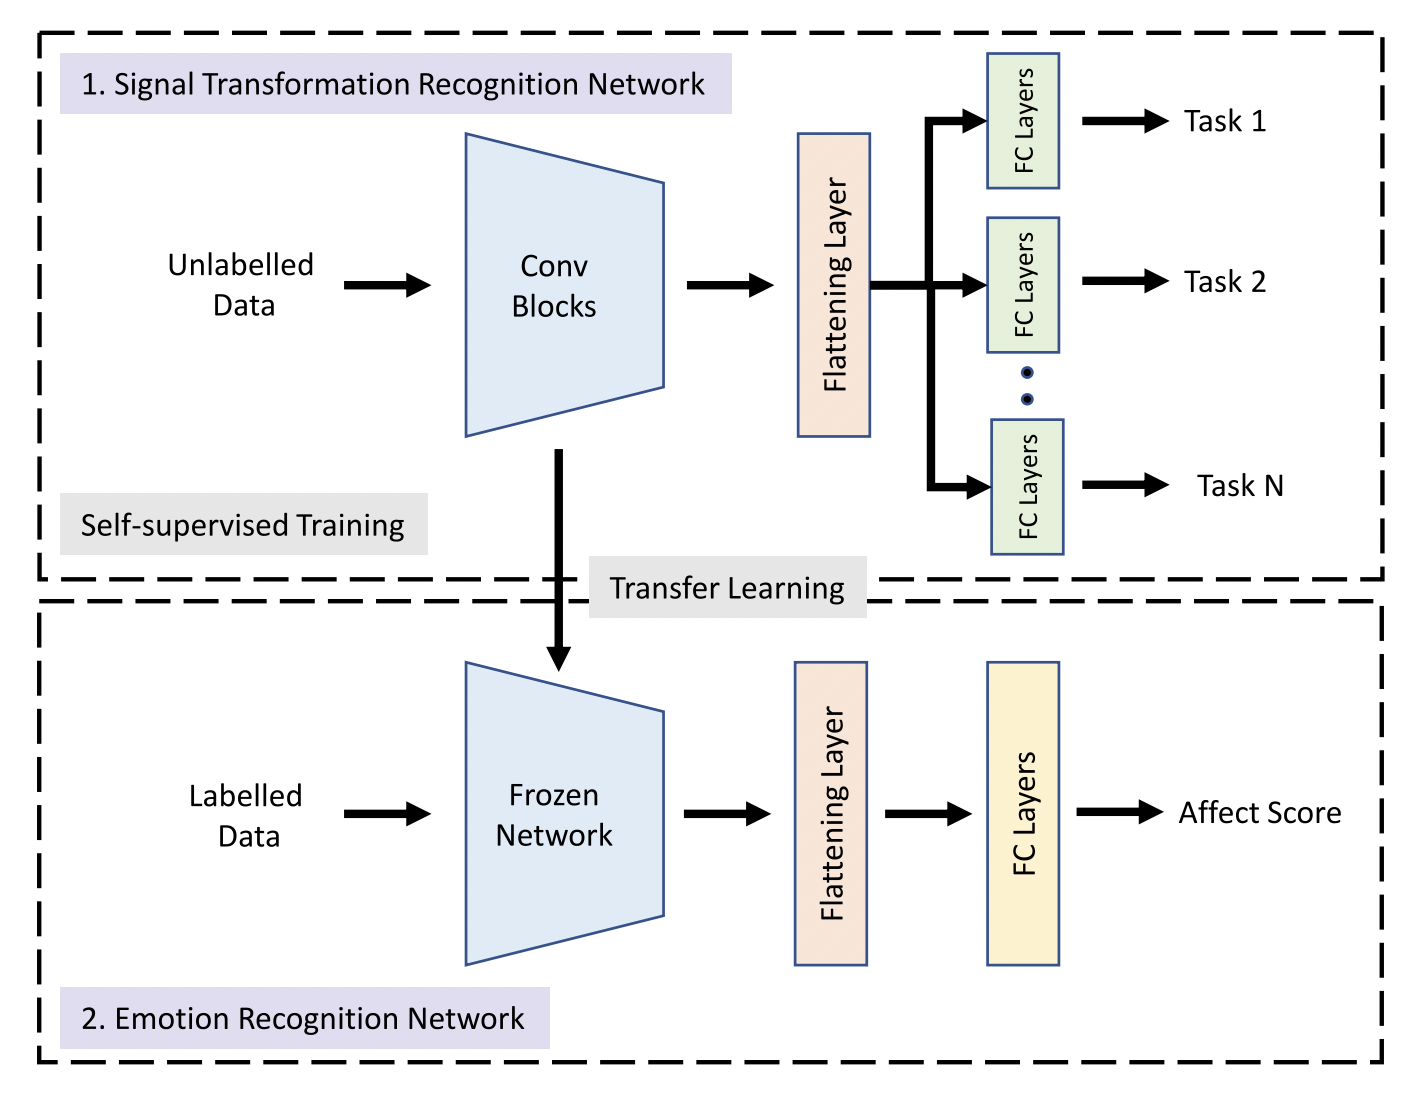 1. Signal Transformation Recognition Network
Unlabelled
Data
Conv
Blocks
Flattening Layer
FC Layers
Task 1
FC Layers
Task 2
FC Layers
Task N
Self-supervised Training
Transfer Learning
Labelled
Data
Frozen
Network
Flattening Layer
FC Layers
Affect Score
2. Emotion Recognition Network